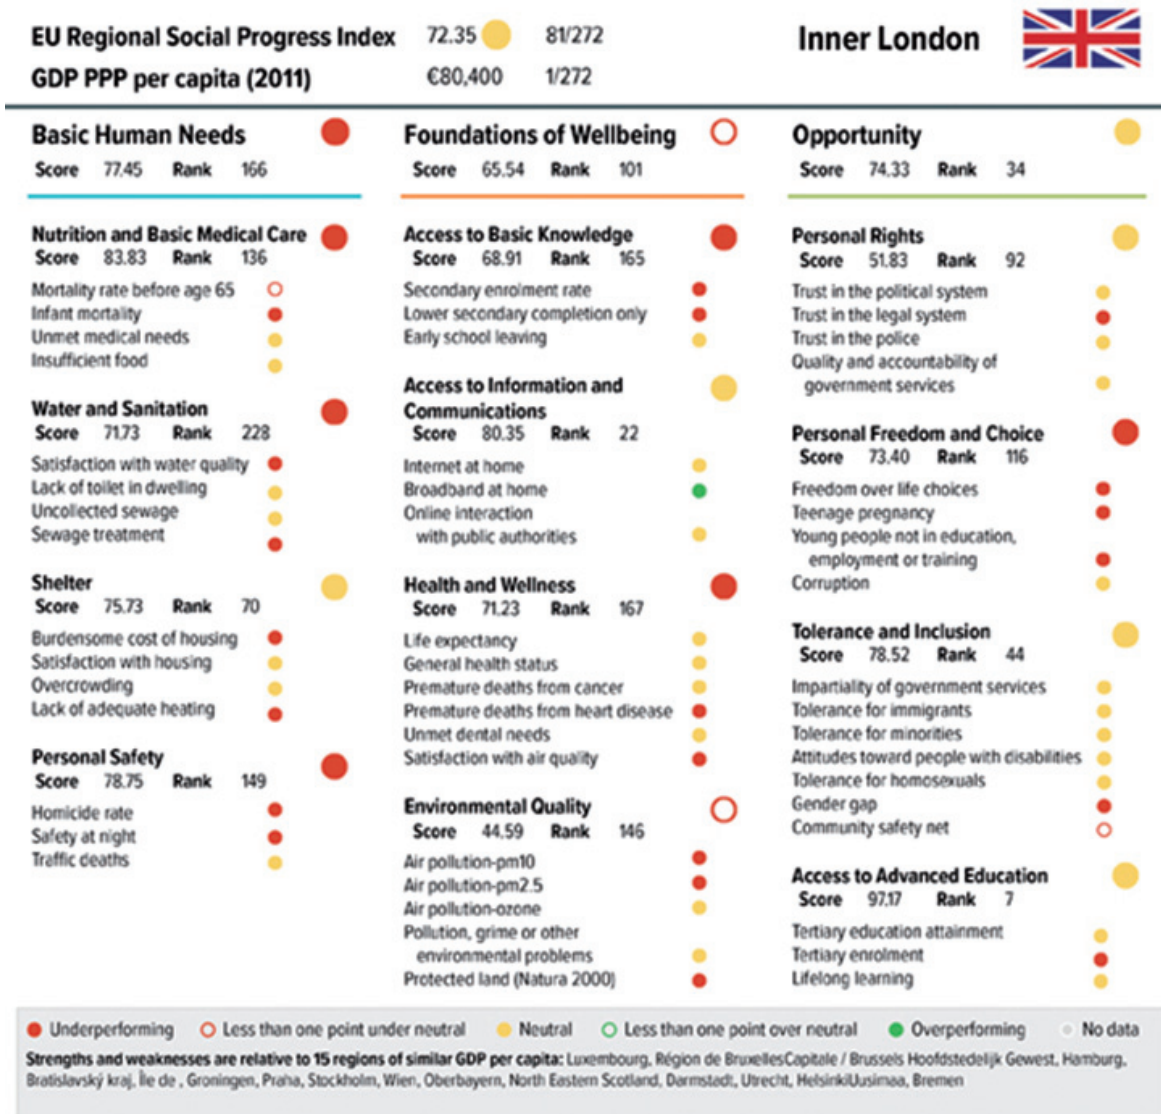 EU Regional Social Progress Index 72.35 81/272
GDP PPP per capita (2011) €80,400 1/272
Inner London
Basic Human Needs
Score 77.45 Rank 166
Nutrition and Basic Medical Care
Score 83.83 Rank 136
Mortality rate before age 65
Infant mortality
Unmet medical needs
Insufficient food
Water and Sanitation
Score 71.73 Rank 228
Satisfaction with water quality
Lack of toilet in dwelling
Uncollected sewage
Sewage treatment
Shelter
Score 75.73 Rank 70
Burdensome cost of housing
Satisfaction with housing
Overcrowding
Lack of adequate heating
Personal Safety
Score 78.75 Rank 149
Homicide rate
Safety at night
Traffic deaths
Foundations of Wellbeing
Score 65.54 Rank 101
Access to Basic Knowledge
Score 68.91 Rank 165
Secondary enrolment rate
Lower secondary completion only
Early school leaving
Access to Information and
Communications
Score 80.35 Rank 22
Internet at home
Broadband at home
Online interaction
with public authorities
Health and Wellness
Score 71.23 Rank 167
Life expectancy
General health status
Premature deaths from cancer
Premature deaths from heart disease
Unmet dental needs
Satisfaction with air quality
Environmental Quality
Score 44.59 Rank 146
Air pollution-pm10
Air pollution-pm2.5
Air pollution-ozone
Pollution, grime or other
environmental problems
Protected land (Natura 2000)
Opportunity
Score 74.33 Rank 34
Personal Rights
Score 51.83 Rank 92
Trust in the political system
Trust in the legal system
Trust in the police
Quality and accountability of
government services
Personal Freedom and Choice
Score 73.40 Rank 116
Freedom over life choices
Teenage pregnancy
Young people not in education,
employment or training
Corruption
Tolerance and Inclusion
Score 78.52 Rank 44
Impartiality of government services
Tolerance for immigrants
Tolerance for minorities
Attitudes toward people with disabilities
Tolerance for homosexuals
Gender gap
Community safety net
Access to Advanced Education
Score 97.17 Rank 7
Tertiary education attainment
Tertiary enrolment
Lifelong learning
Underperforming Less than one point under neutral Neutral Less than one point over neutral Overperforming No data
Strengths and weaknesses are relative to 15 regions of similar GDP per capita: Luxembourg, Région de BruxellesCapitale / Brussels Hoofdstedelijk Gewest, Hamburg,
Bratislavský kraj, Île de , Groningen, Praha, Stockholm, Wien, Oberbayern, North Eastern Scotland, Darmstadt, Utrecht, HelsinkiUusimaa, Bremen